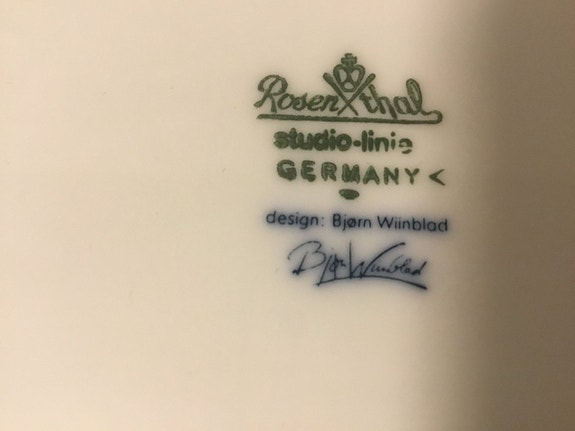 Rosenthal
studio-linie
GERMANY <
design: Bjørn Wiinblad
Bjørn Wiinblad